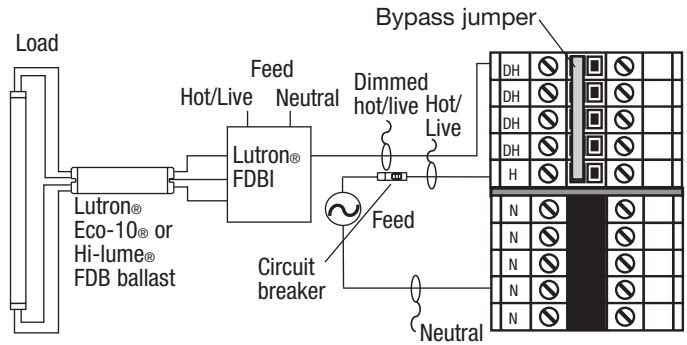 Bypass jumper
Load
Feed
Hot/Live
Neutral
Dimmed
hot/live
Hot/
Live
DH
DH
DH
DH
H
N
N
N
N
N
Lutron®
FDBI
Lutron®
Eco-10® or
Hi-lume®
FDB ballast
Feed
Circuit
breaker
Neutral